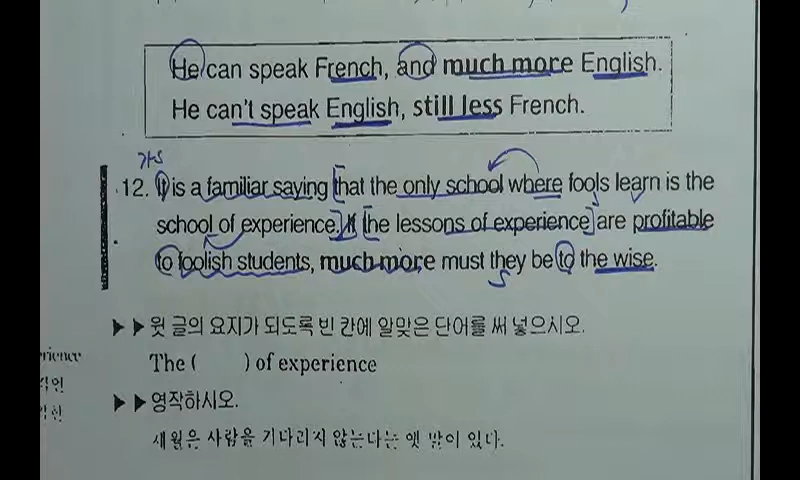 He can speak French, and much more English.
He can't speak English, still less French.
가S
12. It is a familiar saying that the only school where fools learn is the
school of experience. If the lessons of experience are profitable
to foolish students, much more must they be to the wise.
S
▶▶ 윗 글의 요지가 되도록 빈 칸에 알맞은 단어를 써 넣으시오.
The ( ) of experience
▶▶ 영작하시오.
세월은 사람을 기다리지 않는다는 옛 말이 있다.